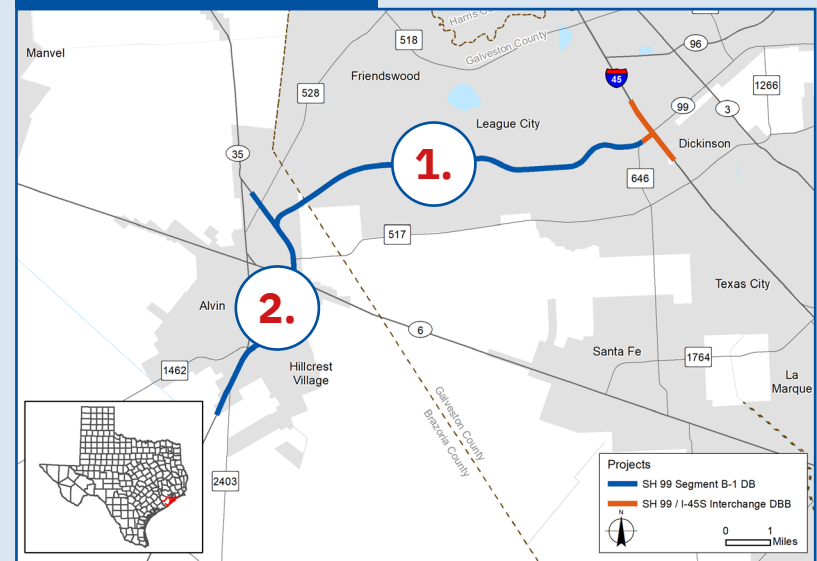 Harris Co
Galveston County
518
96
Manvel
Friendswood
45
1266
528
99
3
League City
Dickinson
35
1.
646
517
Texas City
Alvin
2.
6
Santa Fe
1764
Hillcrest
Village
1462
La
Marque
Galveston County
Brazoria County
2403
Projects
SH 99 Segment B-1 DB
SH 99 / I-45S Interchange DBB
N
0 1
Miles